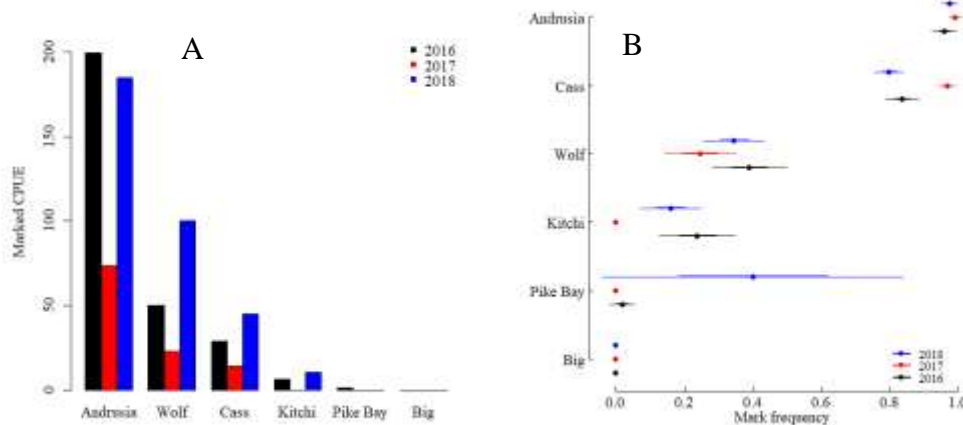 A
2016
2017
2018
Marked CPUE
200
150
100
50
0
Andrusia
Wolf
Cass
Kitchi
Pike Bay
Big
B
Andrusia
Cass
Wolf
Kitchi
Pike Bay
Big
2018
2017
2016
0.0
0.2
0.4
0.6
0.8
1.0
Mark frequency